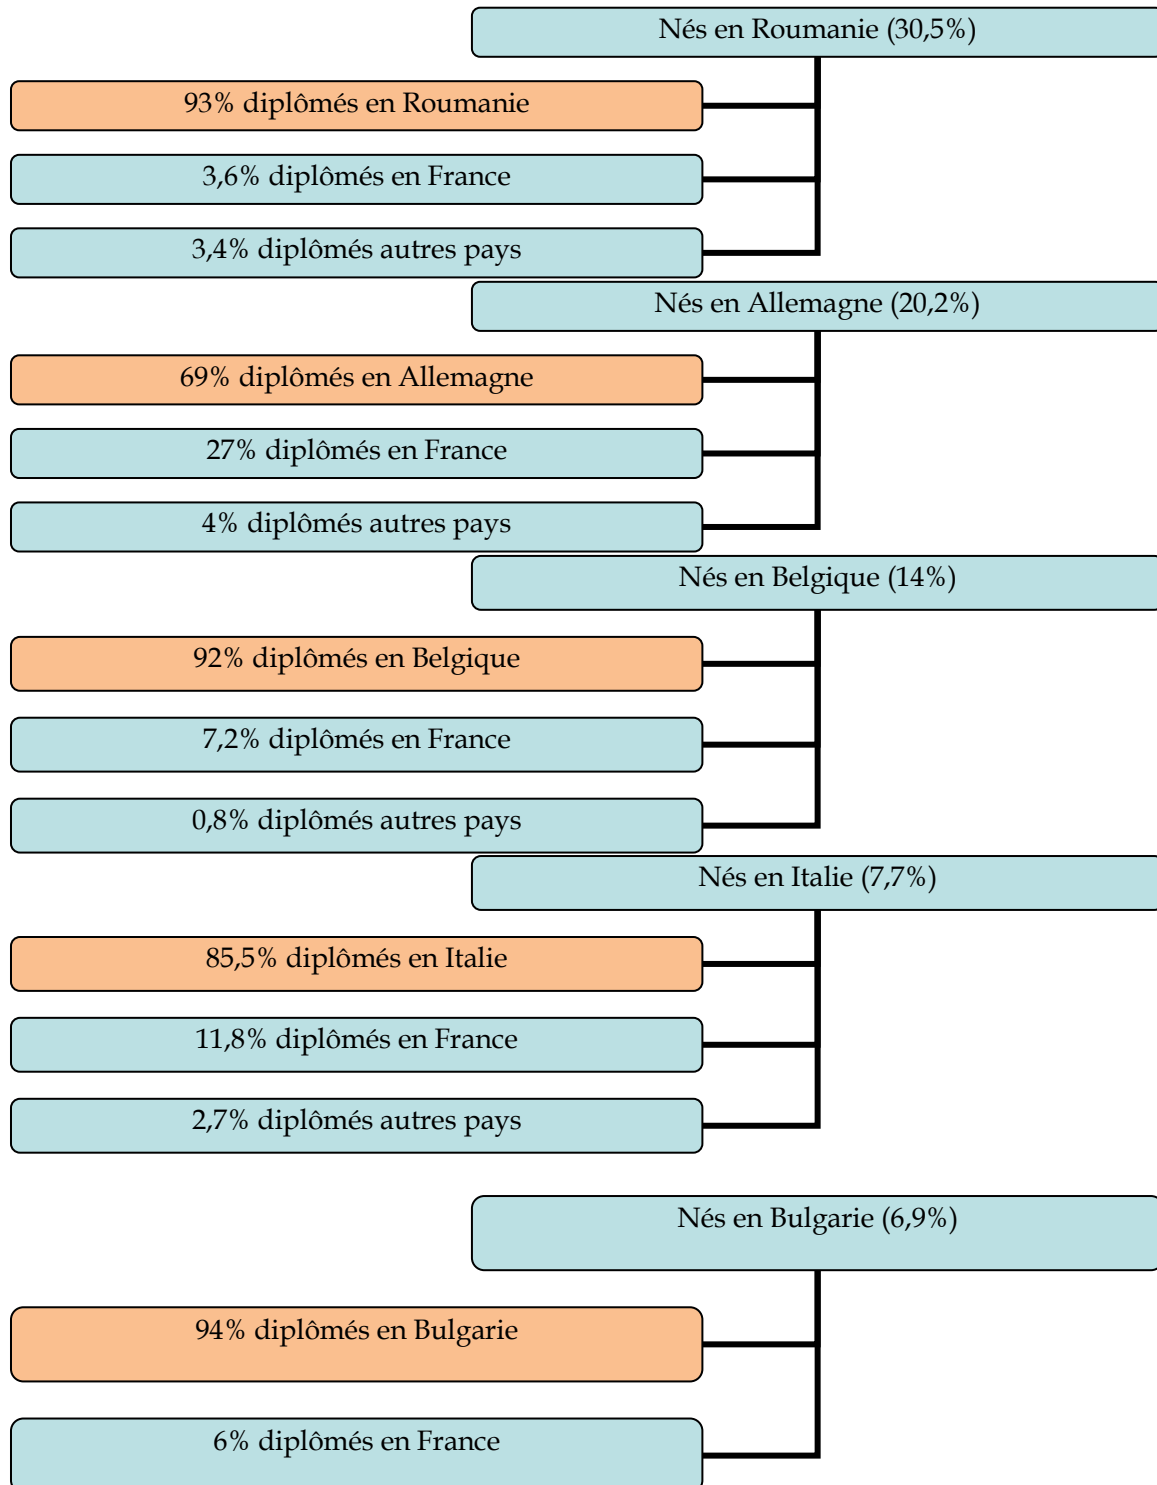 Nés en Roumanie (30,5%)
93% diplômés en Roumanie
3,6% diplômés en France
3,4% diplômés autres pays
Nés en Allemagne (20,2%)
69% diplômés en Allemagne
27% diplômés en France
4% diplômés autres pays
Nés en Belgique (14%)
92% diplômés en Belgique
7,2% diplômés en France
0,8% diplômés autres pays
Nés en Italie (7,7%)
85,5% diplômés en Italie
11,8% diplômés en France
2,7% diplômés autres pays
Nés en Bulgarie (6,9%)
94% diplômés en Bulgarie
6% diplômés en France